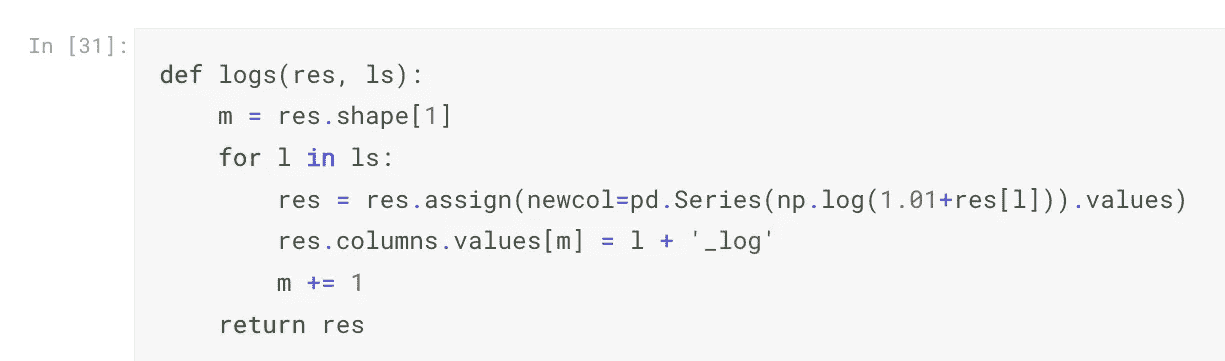 In [31]:
def logs(res, ls):
    m = res.shape[1]
    for l in ls:
        res = res.assign(newcol=pd.Series(np.log(1.01+res[l])).values)
        res.columns.values[m] = l + '_log'
        m += 1
    return res